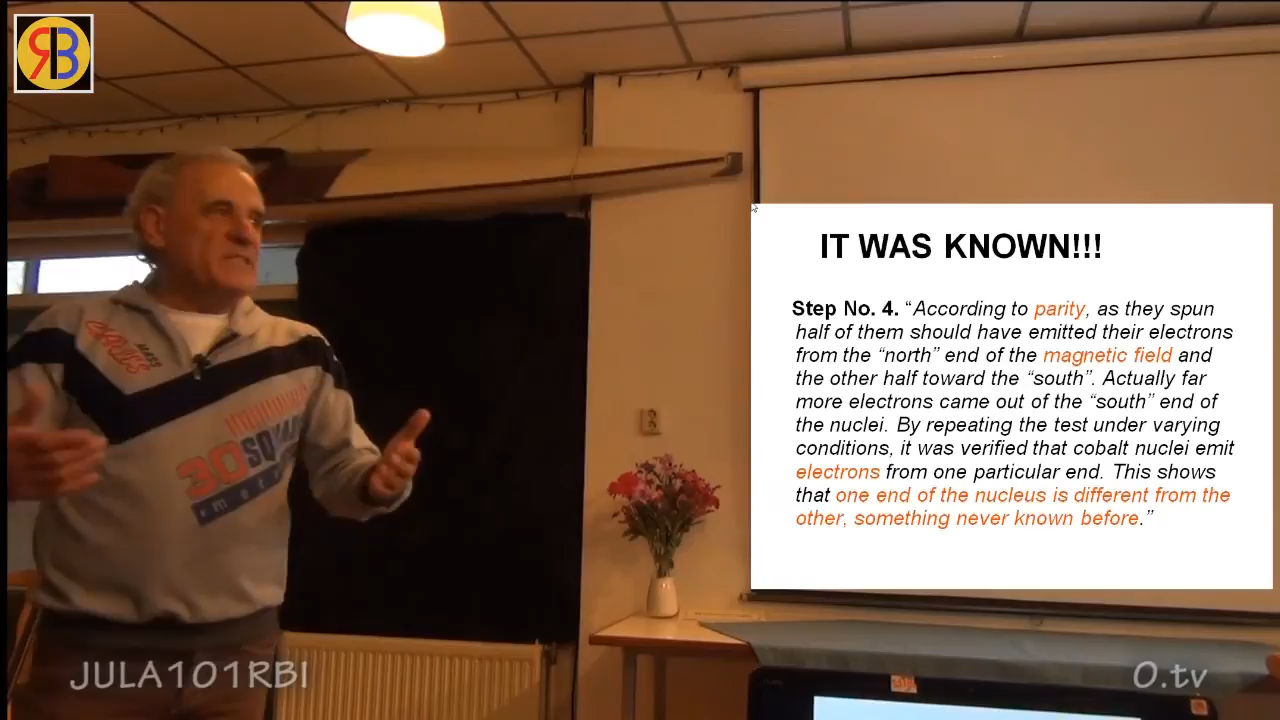 RB
IT WAS KNOWN!!!
Step No. 4. “According to parity, as they spun
half of them should have emitted their electrons
from the “north” end of the magnetic field and
the other half toward the “south”. Actually far
more electrons came out of the “south” end of
the nuclei. By repeating the test under varying
conditions, it was verified that cobalt nuclei emit
electrons from one particular end. This shows
that one end of the nucleus is different from the
other, something never known before.”
30
JULA101RBI
O.tv